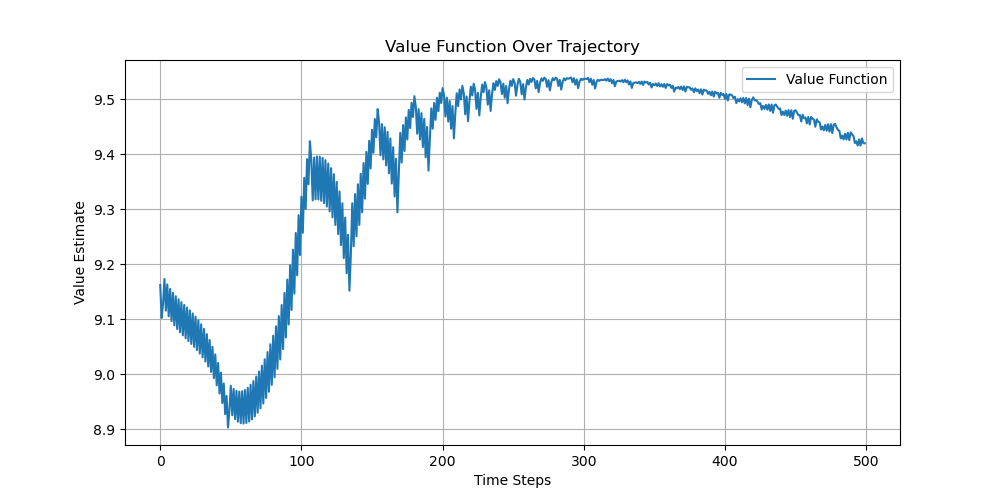 Value Function Over Trajectory
Value Function
Value Estimate
9.5
9.4
9.3
9.2
9.1
9.0
8.9
0 100 200 300 400 500
Time Steps